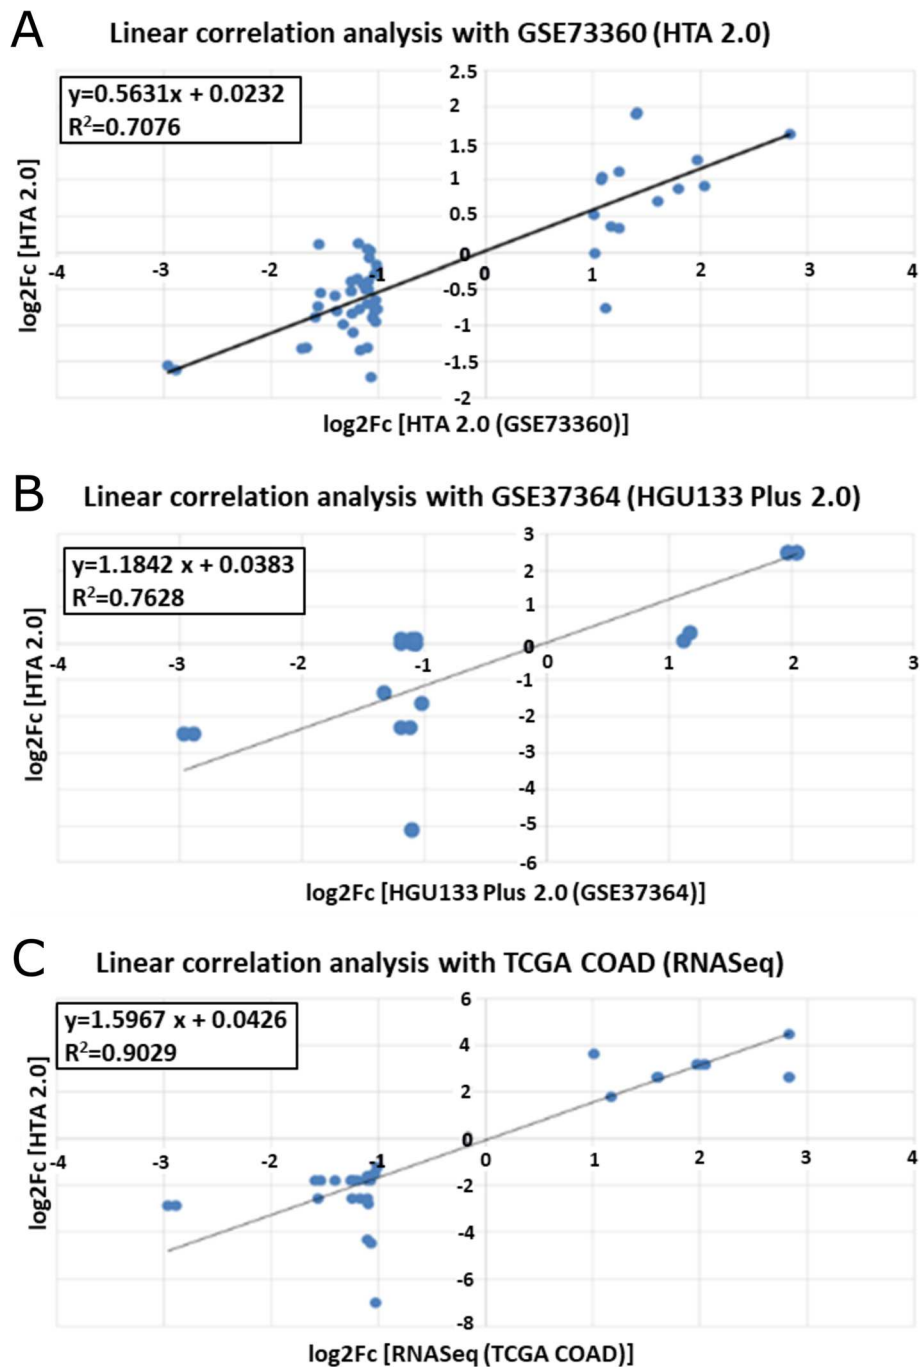 A
Linear correlation analysis with GSE73360 (HTA 2.0)
y=0.5631x + 0.0232
R²=0.7076
2.5
2
1.5
1
0.5
0
-0.5
-1
-1.5
-2
-4 -3 -2 -1 0 1 2 3 4
log2Fc [HTA 2.0]
log2Fc [HTA 2.0 (GSE73360)]
B
Linear correlation analysis with GSE37364 (HGU133 Plus 2.0)
y=1.1842 x + 0.0383
R²=0.7628
3
2
1
0
-1
-2
-3
-4
-5
-6
-4 -3 -2 -1 0 1 2 3
log2Fc [HTA 2.0]
log2Fc [HGU133 Plus 2.0 (GSE37364)]
C
Linear correlation analysis with TCGA COAD (RNASeq)
y=1.5967 x + 0.0426
R²=0.9029
6
4
2
0
-2
-4
-6
-8
-4 -3 -2 -1 0 1 2 3 4
log2Fc [HTA 2.0]
log2Fc [RNASeq (TCGA COAD)]